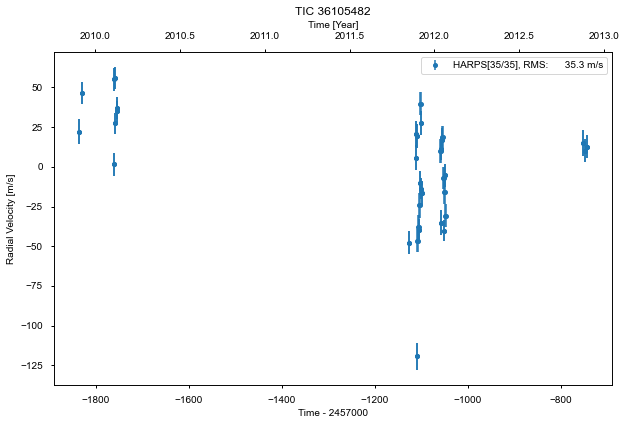 TIC 36105482
Time [Year]
2010.0 2010.5 2011.0 2011.5 2012.0 2012.5 2013.0
HARPS[35/35], RMS: 35.3 m/s
50
25
0
−25
−50
−75
−100
−125
Radial Velocity [m/s]
−1800 −1600 −1400 −1200 −1000 −800
Time - 2457000